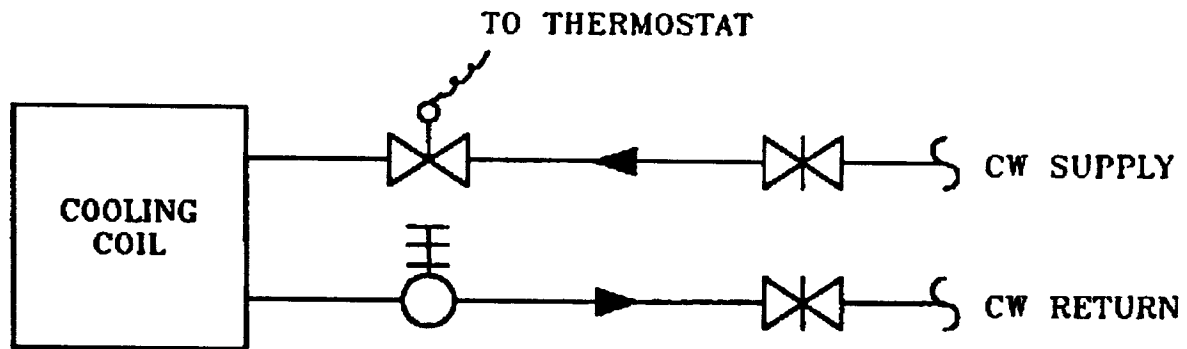 TO THERMOSTAT
CW SUPPLY
COOLING
COIL
CW RETURN